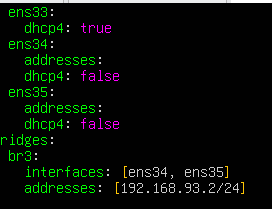 ens33:
dhcp4: true
ens34:
addresses:
dhcp4: false
ens35:
addresses:
dhcp4: false
ridges:
br3:
interfaces: [ens34, ens35]
addresses: [192.168.93.2/24]